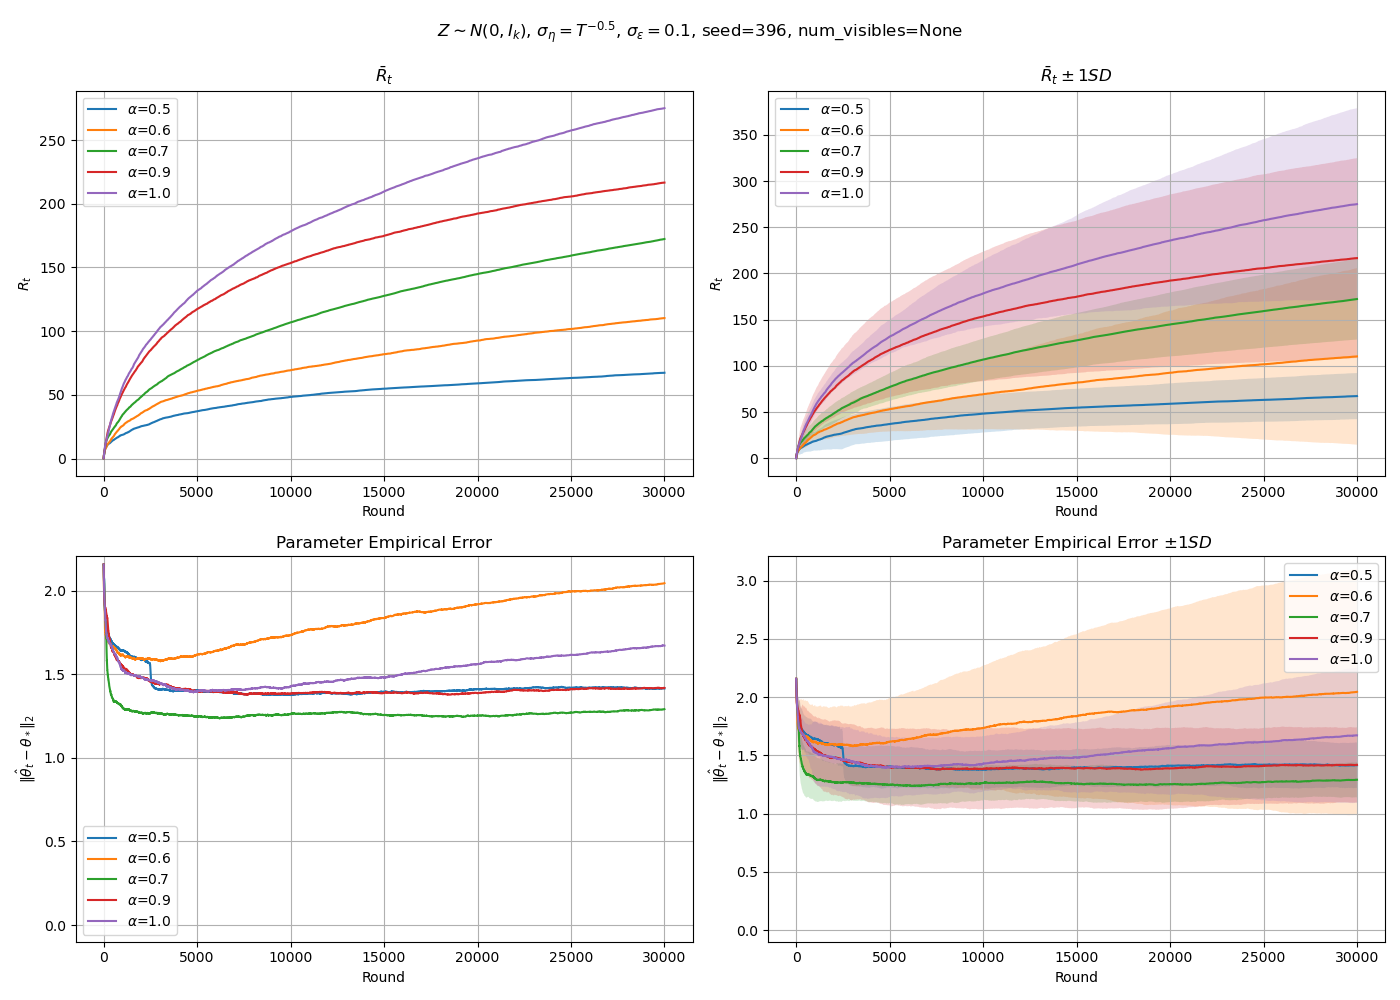 Z ~ N(0, I_k), σ_η = T^−0.5, σ_ε = 0.1, seed=396, num_visibles=None
R̄_t
R_t
250
200
150
100
50
0
α=0.5
α=0.6
α=0.7
α=0.9
α=1.0
0 5000 10000 15000 20000 25000 30000
Round
R̄_t ± 1SD
R_t
350
300
250
200
150
100
50
0
α=0.5
α=0.6
α=0.7
α=0.9
α=1.0
0 5000 10000 15000 20000 25000 30000
Round
Parameter Empirical Error
‖θ̂_t − θ_*‖_2
2.0
1.5
1.0
0.5
0.0
α=0.5
α=0.6
α=0.7
α=0.9
α=1.0
0 5000 10000 15000 20000 25000 30000
Round
Parameter Empirical Error ±1SD
‖θ̂_t − θ_*‖_2
3.0
2.5
2.0
1.5
1.0
0.5
0.0
α=0.5
α=0.6
α=0.7
α=0.9
α=1.0
0 5000 10000 15000 20000 25000 30000
Round